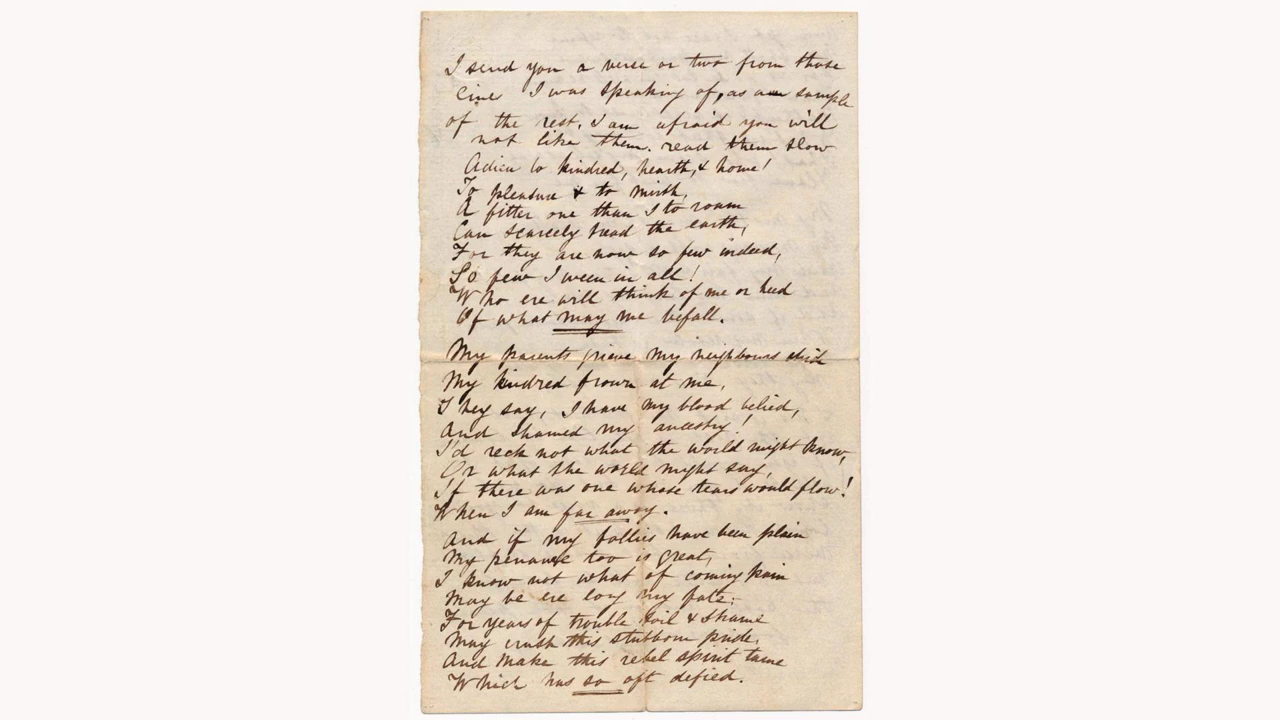 I send you a verse or two from those
I was speaking of, as a sample
of the rest. I am afraid you will
not like them. read them slow
Adieu to kindred, hearth, & home!
To pleasure & to mirth,
A fitter one than I to roam
Can scarcely tread the earth,
For they are now so few indeed,
So few I ween in all!
Who ere will think of me or heed
Of what may me befall.
My parents grieve my neighbours chide
My kindred frown at me,
They say, I have my blood belied,
And shamed my ancestry!
I'd reck not what the world might know,
Or what the world might say,
If there was one whose tears would flow!
When I am far away.
And if my follies have been plain
My penance too is great,
I know not what of coming pain
May be ere long my fate;
For years of trouble toil & shame
May crush this stubborn pride,
And make this rebel spirit tame
Which has so oft defied.